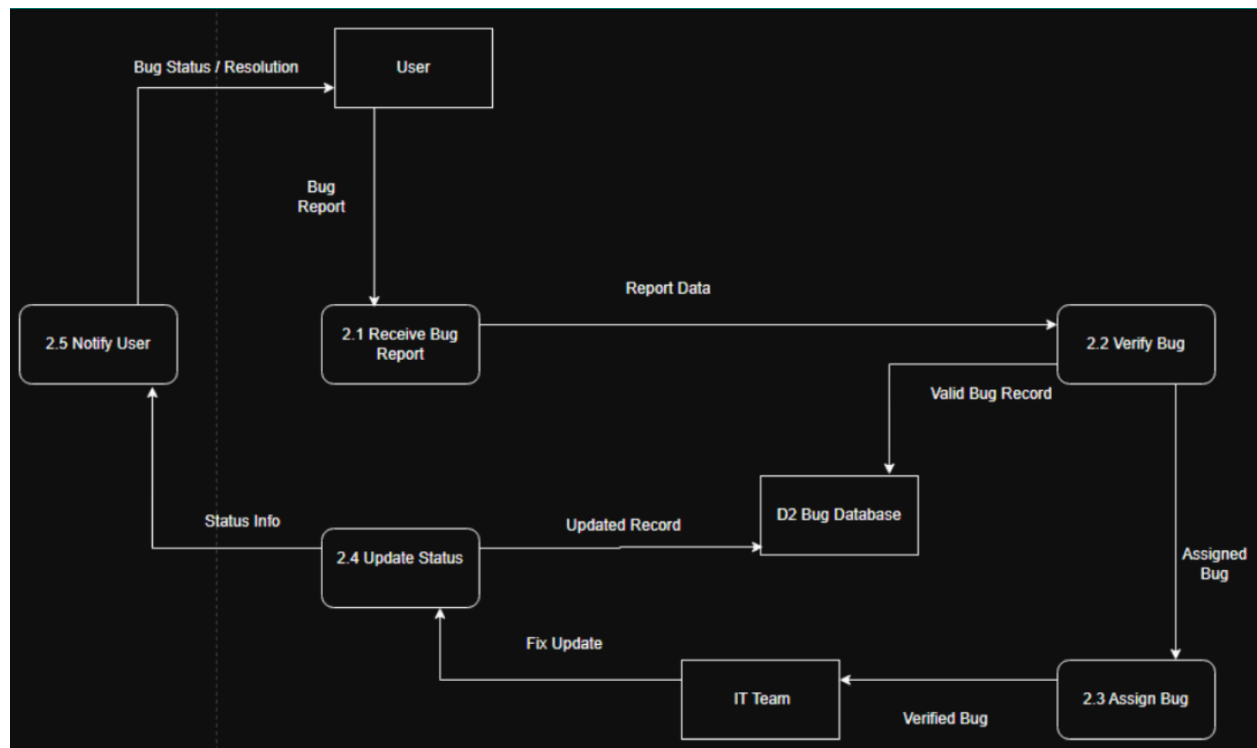 Bug Status / Resolution
User
Bug
Report
Report Data
2.5 Notify User
2.1 Receive Bug
Report
2.2 Verify Bug
Valid Bug Record
D2 Bug Database
Status Info
Updated Record
2.4 Update Status
Assigned
Bug
Fix Update
IT Team
2.3 Assign Bug
Verified Bug